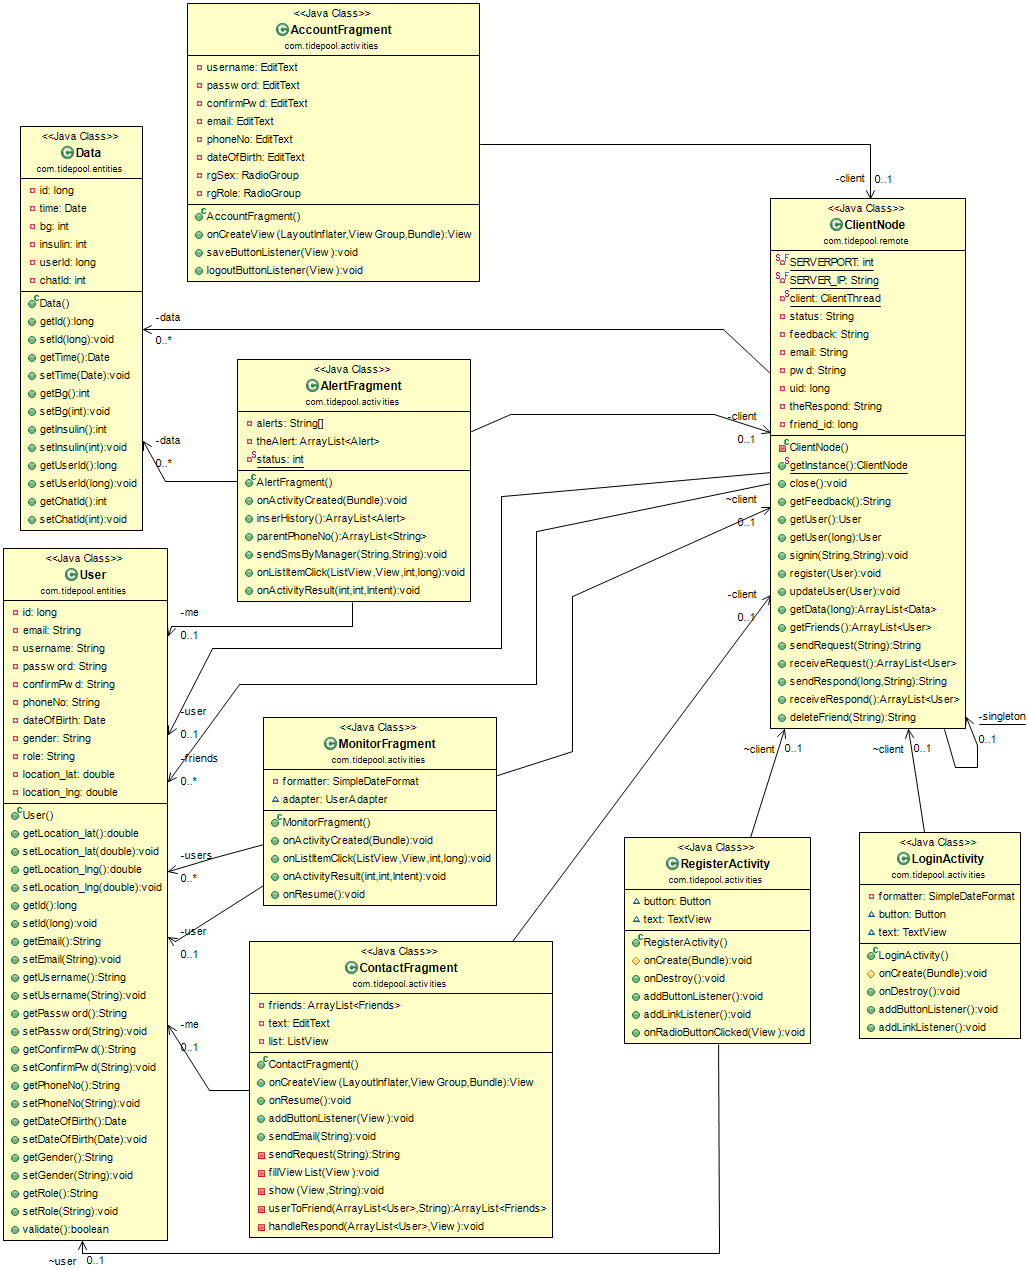 <<Java Class>>
AccountFragment
com.tidepool.activities
username: EditText
password: EditText
confirmPwd: EditText
email: EditText
phoneNo: EditText
dateOfBirth: EditText
rgSex: RadioGroup
rgRole: RadioGroup
AccountFragment()
onCreateView(LayoutInflater,ViewGroup,Bundle):View
saveButtonListener(View):void
logoutButtonListener(View):void
<<Java Class>>
Data
com.tidepool.entities
id: long
time: Date
bg: int
insulin: int
userId: long
chatId: int
Data()
getId():long
setId(long):void
getTime():Date
setTime(Date):void
getBg():int
setBg(int):void
getInsulin():int
setInsulin(int):void
getUserId():long
setUserId(long):void
getChatId():int
setChatId(int):void
-client
0..1
<<Java Class>>
ClientNode
com.tidepool.remote
SERVERPORT: int
SERVER_IP: String
client: ClientThread
status: String
feedback: String
email: String
pwd: String
uid: long
theRespond: String
friend_id: long
ClientNode()
getInstance():ClientNode
close():void
getFeedback():String
getUser():User
getUser(long):User
signin(String,String):void
register(User):void
updateUser(User):void
getData(long):ArrayList<Data>
getFriends():ArrayList<User>
sendRequest(String):String
receiveRequest():ArrayList<User>
sendRespond(long,String):String
receiveRespond():ArrayList<User>
deleteFriend(String):String
-data
0..*
<<Java Class>>
AlertFragment
com.tidepool.activities
alerts: String[]
theAlert: ArrayList<Alert>
status: int
AlertFragment()
onActivityCreated(Bundle):void
inserHistory():ArrayList<Alert>
parentPhoneNo():ArrayList<String>
sendSmsByManager(String,String):void
onListItemClick(ListView,View,int,long):void
onActivityResult(int,int,Intent):void
-client
0..1
-data
0..*
~client
0..1
-client
0..1
<<Java Class>>
User
com.tidepool.entities
id: long
email: String
username: String
password: String
confirmPwd: String
phoneNo: String
dateOfBirth: Date
gender: String
role: String
location_lat: double
location_lng: double
User()
getLocation_lat():double
setLocation_lat(double):void
getLocation_lng():double
setLocation_lng(double):void
getId():long
setId(long):void
getEmail():String
setEmail(String):void
getUsername():String
setUsername(String):void
getPassword():String
setPassword(String):void
getConfirmPwd():String
setConfirmPwd(String):void
getPhoneNo():String
setPhoneNo(String):void
getDateOfBirth():Date
setDateOfBirth(Date):void
getGender():String
setGender(String):void
getRole():String
setRole(String):void
validate():boolean
-me
0..1
-user
0..1
-friends
0..*
-users
0..*
-user
0..1
-me
0..1
<<Java Class>>
MonitorFragment
com.tidepool.activities
formatter: SimpleDateFormat
adapter: UserAdapter
MonitorFragment()
onActivityCreated(Bundle):void
onListItemClick(ListView,View,int,long):void
onActivityResult(int,int,Intent):void
onResume():void
-singleton
0..1
~client
0..1
~client
0..1
<<Java Class>>
RegisterActivity
com.tidepool.activities
button: Button
text: TextView
RegisterActivity()
onCreate(Bundle):void
onDestroy():void
addButtonListener():void
addLinkListener():void
onRadioButtonClicked(View):void
<<Java Class>>
LoginActivity
com.tidepool.activities
formatter: SimpleDateFormat
button: Button
text: TextView
LoginActivity()
onCreate(Bundle):void
onDestroy():void
addButtonListener():void
addLinkListener():void
<<Java Class>>
ContactFragment
com.tidepool.activities
friends: ArrayList<Friends>
text: EditText
list: ListView
ContactFragment()
onCreateView(LayoutInflater,ViewGroup,Bundle):View
onResume():void
addButtonListener(View):void
sendEmail(String):void
sendRequest(String):String
fillViewList(View):void
show(View,String):void
userToFriend(ArrayList<User>,String):ArrayList<Friends>
handleRespond(ArrayList<User>,View):void
~user
0..1